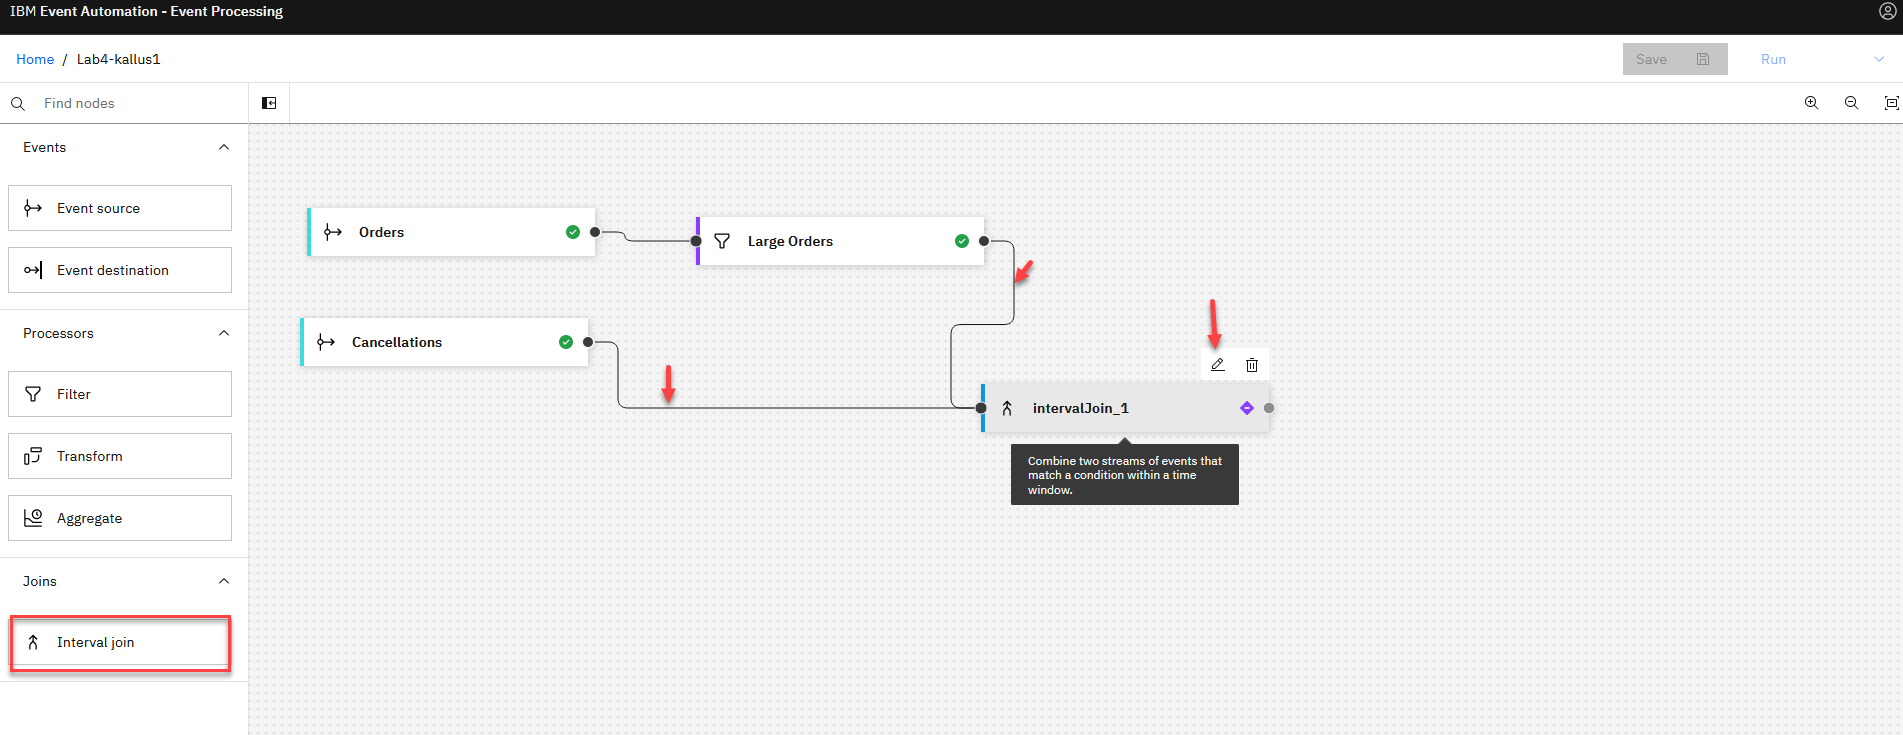 IBM Event Automation - Event Processing
Home / Lab4-kallus1
Save
Run
Find nodes
Events
Event source
Event destination
Processors
Filter
Transform
Aggregate
Joins
Interval join
Orders
Large Orders
Cancellations
intervalJoin_1
Combine two streams of events that
match a condition within a time
window.